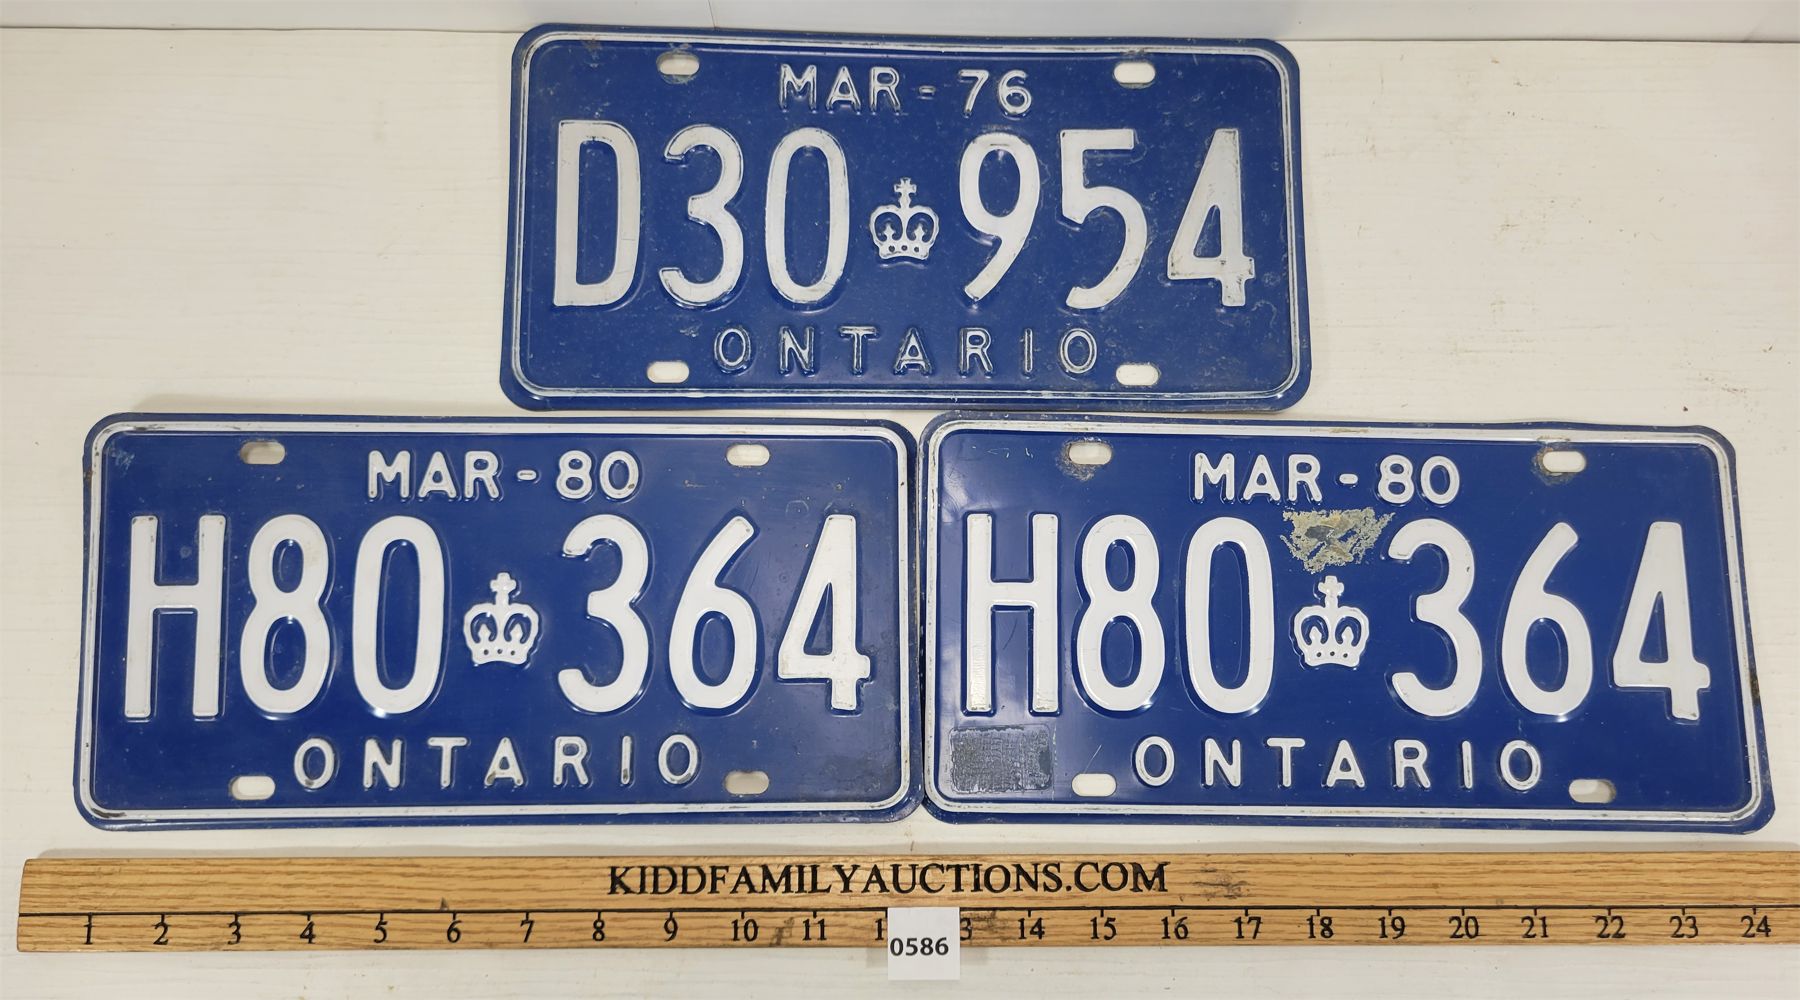 MAR-76
D30 954
ONTARIO
MAR-80
H80 364
ONTARIO
MAR-80
H80 364
ONTARIO
KIDDFAMILYAUCTIONS.COM
1 2 3 4 5 6 7 8 9 10 11 1 3 14 15 16 17 18 19 20 21 22 23 24
0586